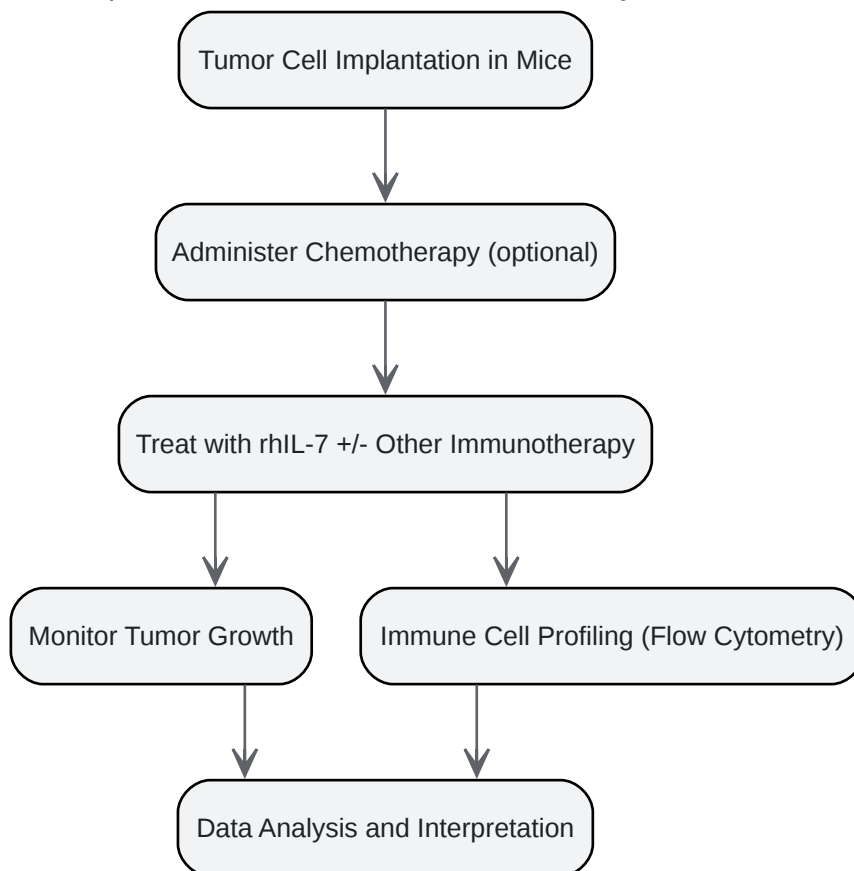 Tumor Cell Implantation in Mice
Administer Chemotherapy (optional)
Treat with rhIL-7 +/- Other Immunotherapy
Monitor Tumor Growth
Immune Cell Profiling (Flow Cytometry)
Data Analysis and Interpretation